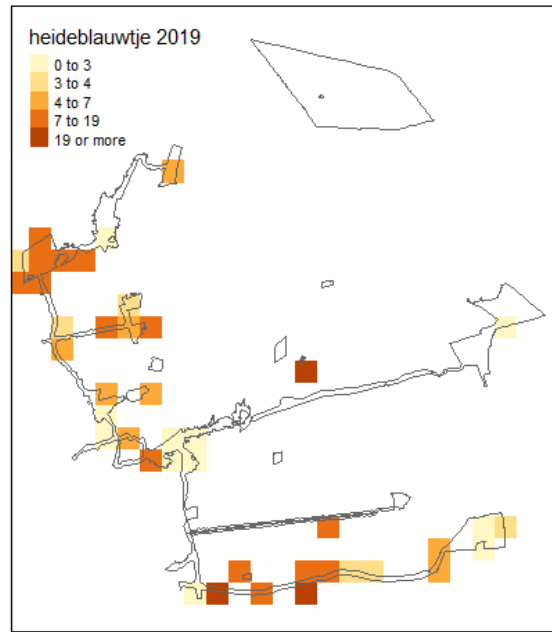 heideblauwtje 2019
0 to 3
3 to 4
4 to 7
7 to 19
19 or more